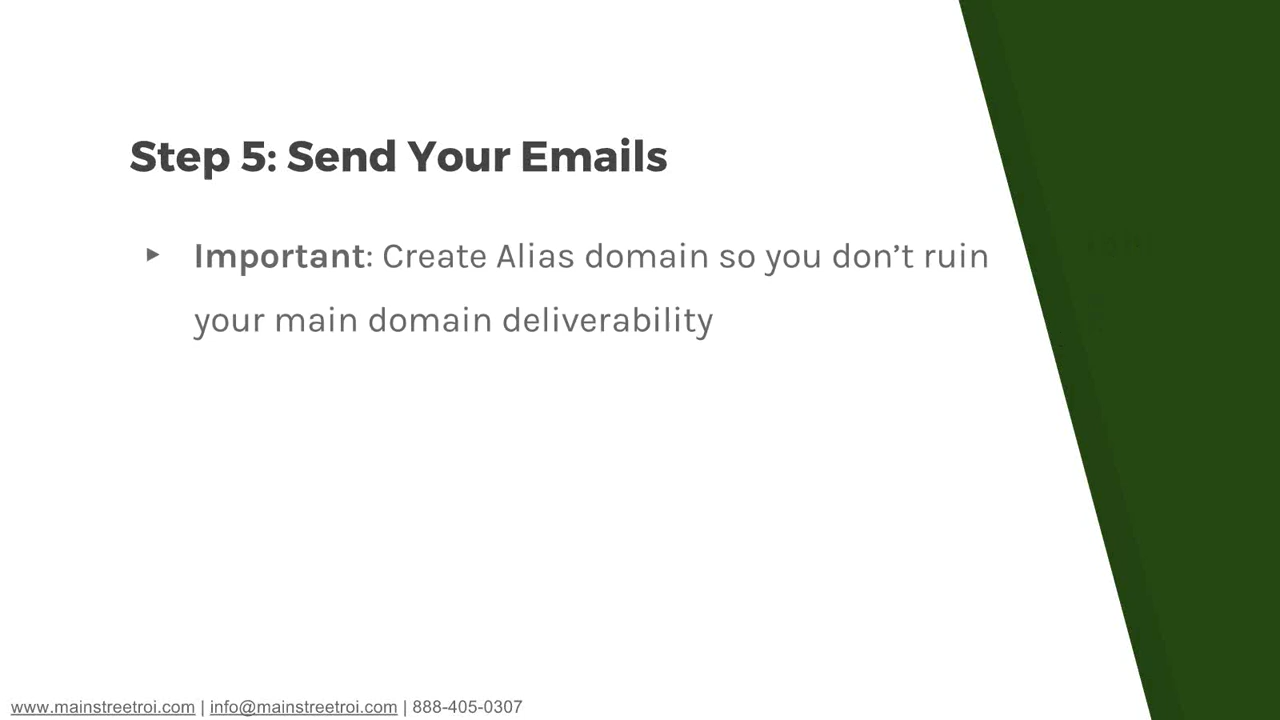 Step 5: Send Your Emails
▸ Important: Create Alias domain so you don’t ruin
your main domain deliverability
www.mainstreetroi.com | info@mainstreetroi.com | 888-405-0307